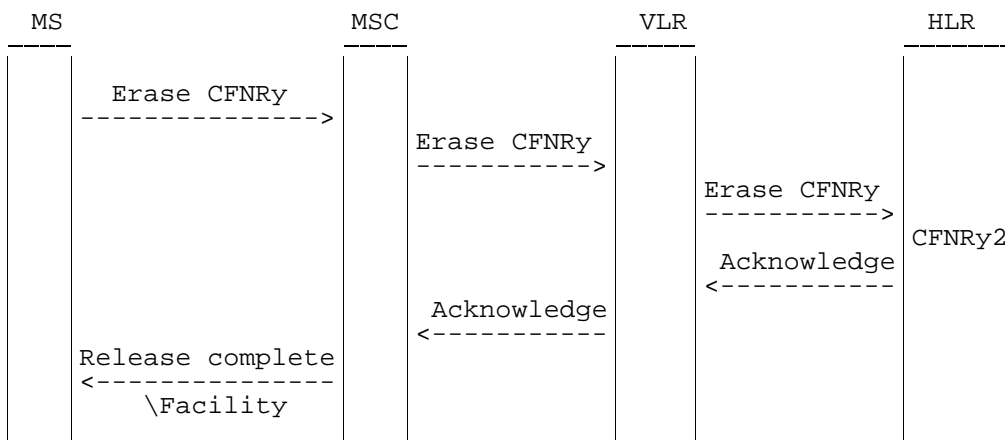 MS MSC VLR HLR
Erase CFNRy
--------------->
Erase CFNRy
----------->
Erase CFNRy
----------->
CFNRy2
Acknowledge
<-----------
Acknowledge
<-----------
Release complete
<---------------
\Facility